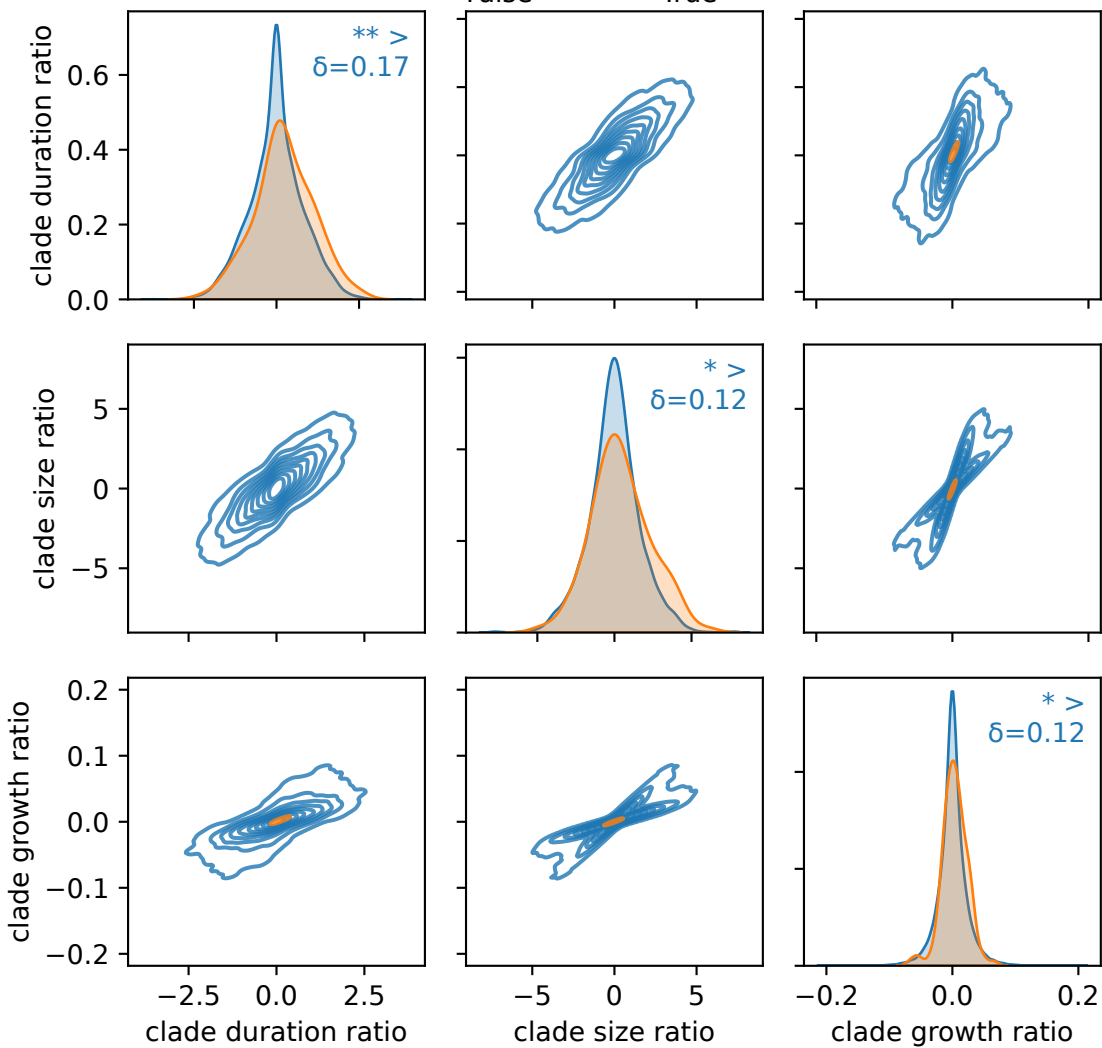 clade duration ratio
0.6
0.4
0.2
0.0
** >
δ=0.17
clade size ratio
5
0
−5
* >
δ=0.12
clade growth ratio
0.2
0.1
0.0
−0.1
−0.2
* >
δ=0.12
−2.5 0.0 2.5
−5 0 5
−0.2 0.0 0.2
clade duration ratio
clade size ratio
clade growth ratio